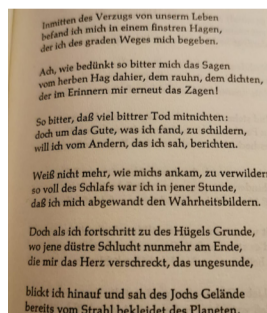 Inmitten des Verzugs von unserm Leben
befand ich mich in einem finstren Hagen,
der ich des graden Weges mich begeben.
Ach, wie bedünkt so bitter mich das Sagen
vom herben Hag dahier, dem rauhn, dem dichten,
der im Erinnern mir erneut das Zagen!
So bitter, daß viel bittrer Tod mitnichten:
doch um das Gute, was ich fand, zu schildern,
will ich vom Andern, das ich sah, berichten.
Weiß nicht mehr, wie michs ankam, zu verwildern
so voll des Schlafs war ich in jener Stunde,
daß ich mich abgewandt den Wahrheitsbildern.
Doch als ich fortschritt zu des Hügels Grunde,
wo jene düstre Schlucht nunmehr am Ende,
die mir das Herz verschreckt, das ungesunde,
blickt ich hinauf und sah des Jochs Gelände
bereits vom Strahl bekleidet des Planeten,